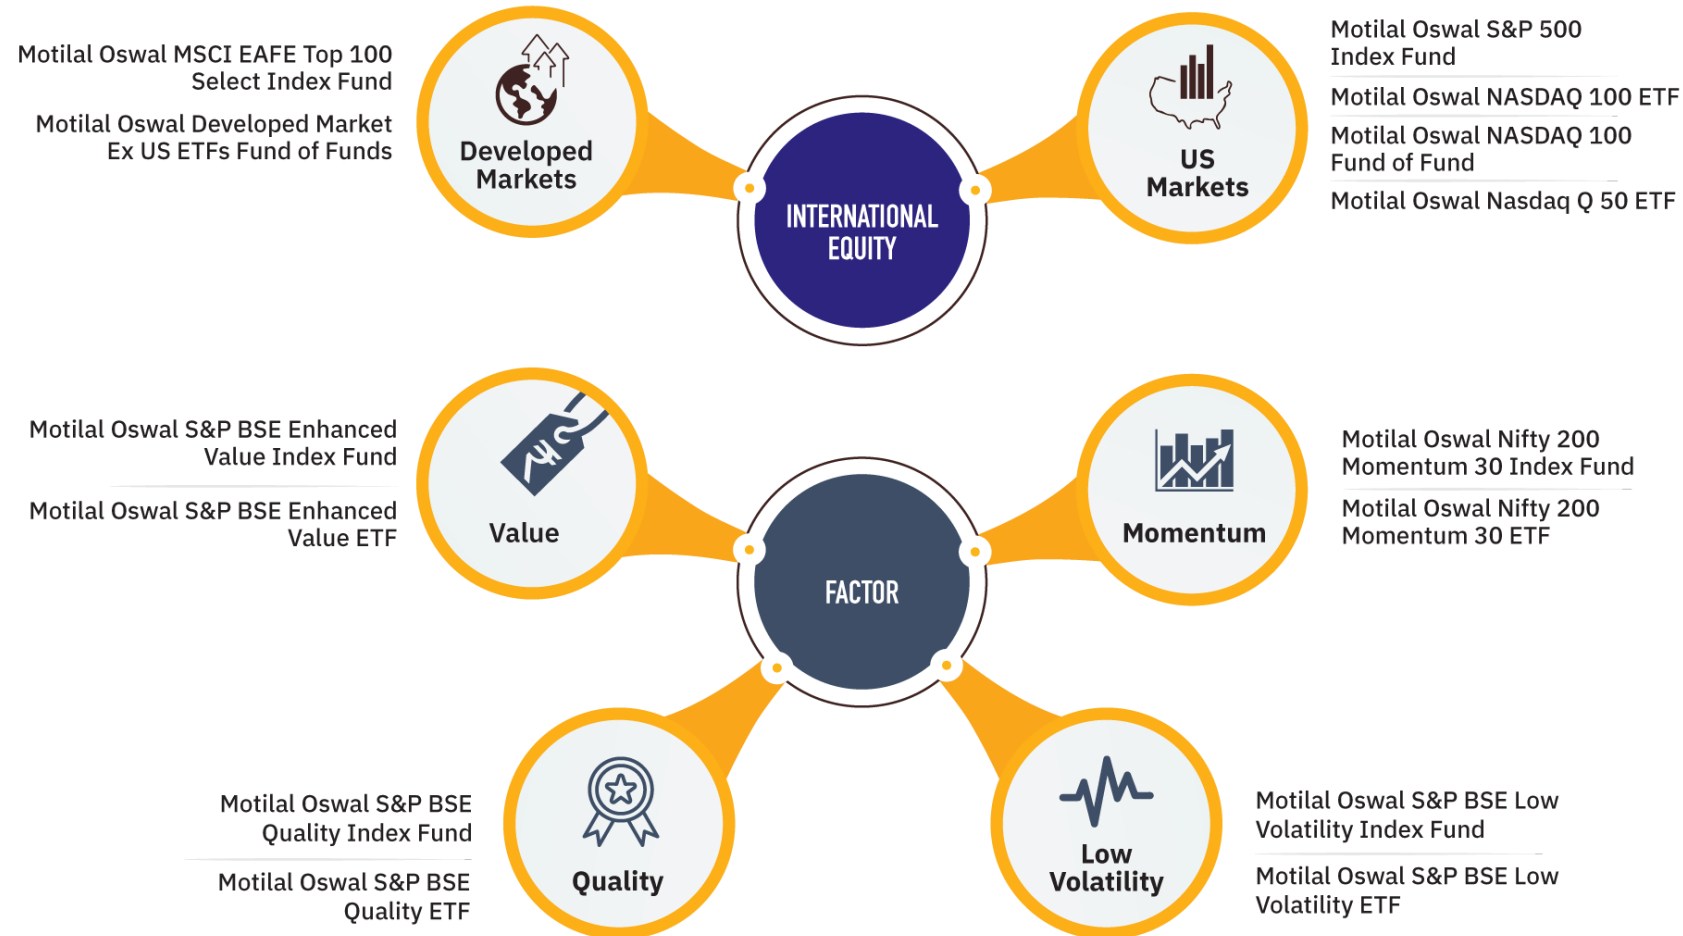 Motilal Oswal MSCI EAFE Top 100
Select Index Fund
Motilal Oswal Developed Market
Ex US ETFs Fund of Funds
Developed
Markets
INTERNATIONAL
EQUITY
US
Markets
Motilal Oswal S&P 500
Index Fund
Motilal Oswal NASDAQ 100 ETF
Motilal Oswal NASDAQ 100
Fund of Fund
Motilal Oswal Nasdaq Q 50 ETF
Motilal Oswal S&P BSE Enhanced
Value Index Fund
Motilal Oswal S&P BSE Enhanced
Value ETF
₹
Value
FACTOR
Momentum
Motilal Oswal Nifty 200
Momentum 30 Index Fund
Motilal Oswal Nifty 200
Momentum 30 ETF
Motilal Oswal S&P BSE
Quality Index Fund
Motilal Oswal S&P BSE
Quality ETF
Quality
Low
Volatility
Motilal Oswal S&P BSE Low
Volatility Index Fund
Motilal Oswal S&P BSE Low
Volatility ETF